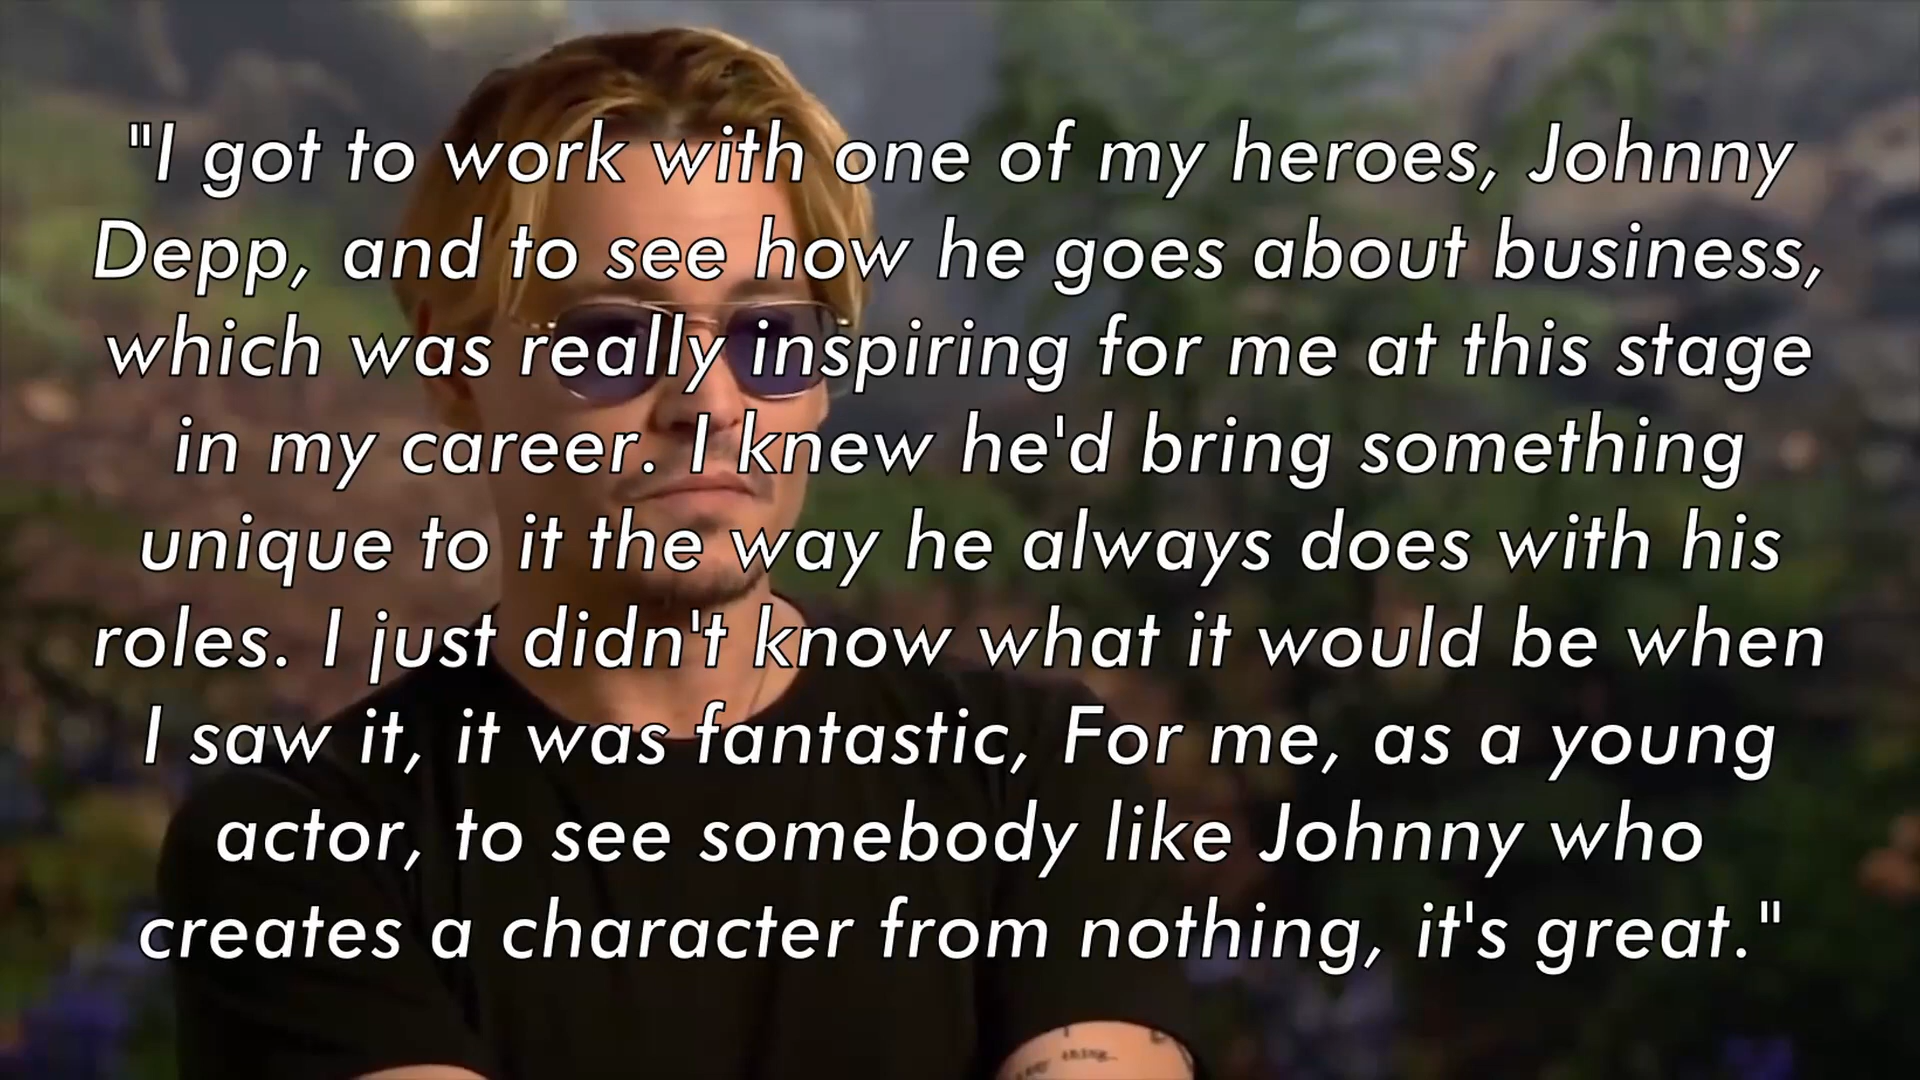 "I got to work with one of my heroes, Johnny
Depp, and to see how he goes about business,
which was really inspiring for me at this stage
in my career. I knew he'd bring something
unique to it the way he always does with his
roles. I just didn't know what it would be when
I saw it, it was fantastic, For me, as a young
actor, to see somebody like Johnny who
creates a character from nothing, it's great."
thing..